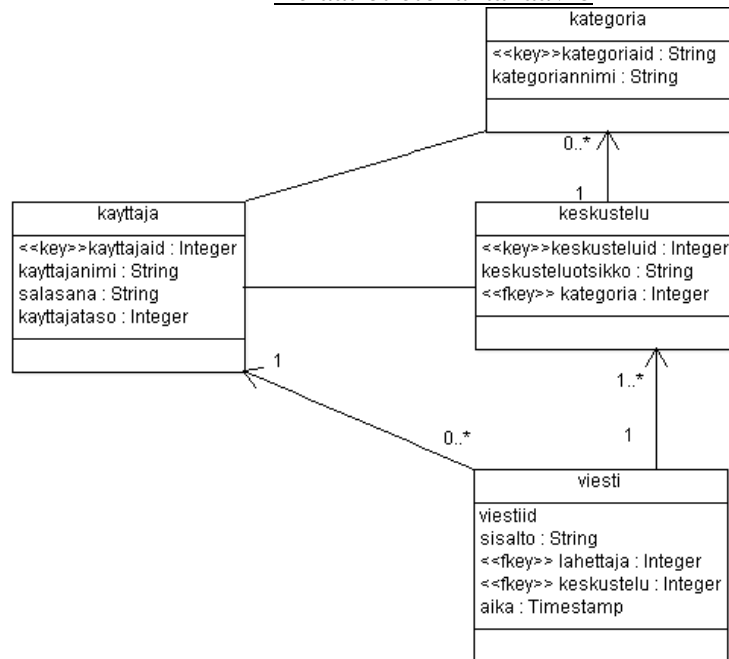 kategoria
<<key>>kategoriaid : String
kategoriannimi : String
0..*
1
kayttaja
<<key>>kayttajaid : Integer
kayttajanimi : String
salasana : String
kayttajataso : Integer
keskustelu
<<key>>keskusteluid : Integer
keskusteluotsikko : String
<<fkey>> kategoria : Integer
1
0..*
1..*
1
viesti
viestiid
sisalto : String
<<fkey>> lahettaja : Integer
<<fkey>> keskustelu : Integer
aika : Timestamp